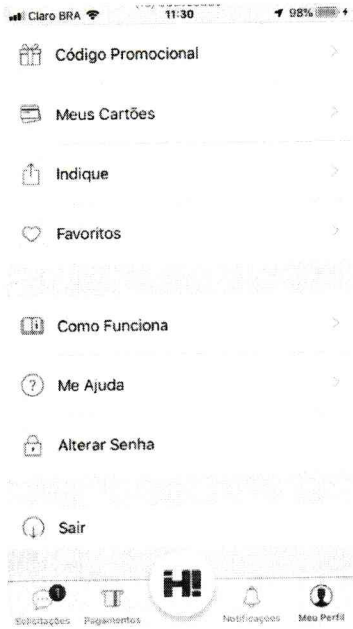 Claro BRA 11:30 98%
Código Promocional
Meus Cartões
Indique
Favoritos
Como Funciona
? Me Ajuda
Alterar Senha
Sair
1
H!
Solicitações Pagamentos Notificações Meu Perfil